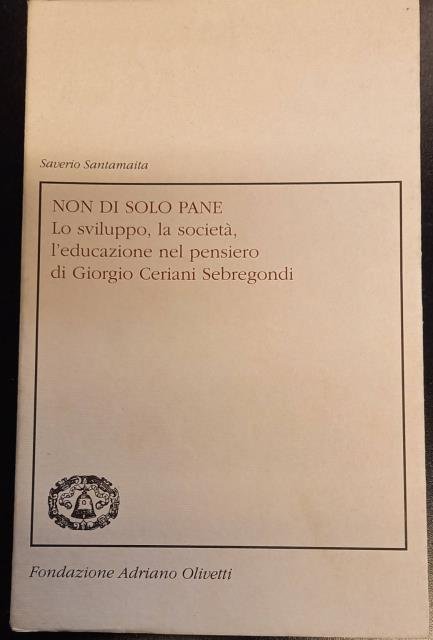 Saverio Santamaita
NON DI SOLO PANE
Lo sviluppo, la società,
l'educazione nel pensiero
di Giorgio Ceriani Sebregondi
Fondazione Adriano Olivetti